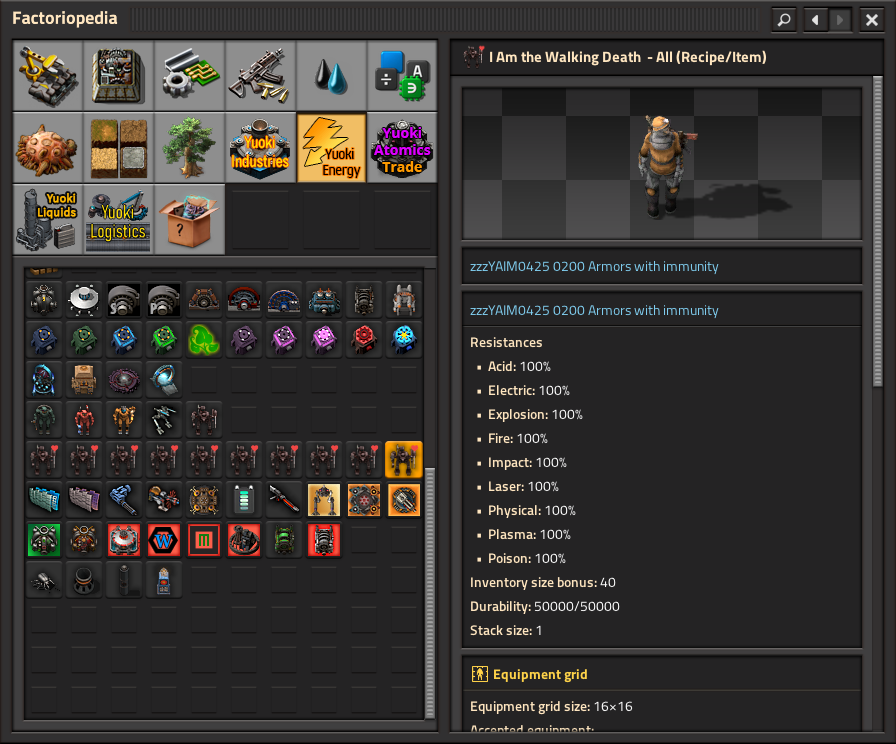 Factoriopedia
Yuoki Industries
Yuoki Energy
Yuoki Atomics Trade
Yuoki Liquids
Yuoki Logistics
I Am the Walking Death - All (Recipe/Item)
zzzYAIM0425 0200 Armors with immunity
zzzYAIM0425 0200 Armors with immunity
Resistances
▪ Acid: 100%
▪ Electric: 100%
▪ Explosion: 100%
▪ Fire: 100%
▪ Impact: 100%
▪ Laser: 100%
▪ Physical: 100%
▪ Plasma: 100%
▪ Poison: 100%
Inventory size bonus: 40
Durability: 50000/50000
Stack size: 1
Equipment grid
Equipment grid size: 16×16
Accepted equipment: